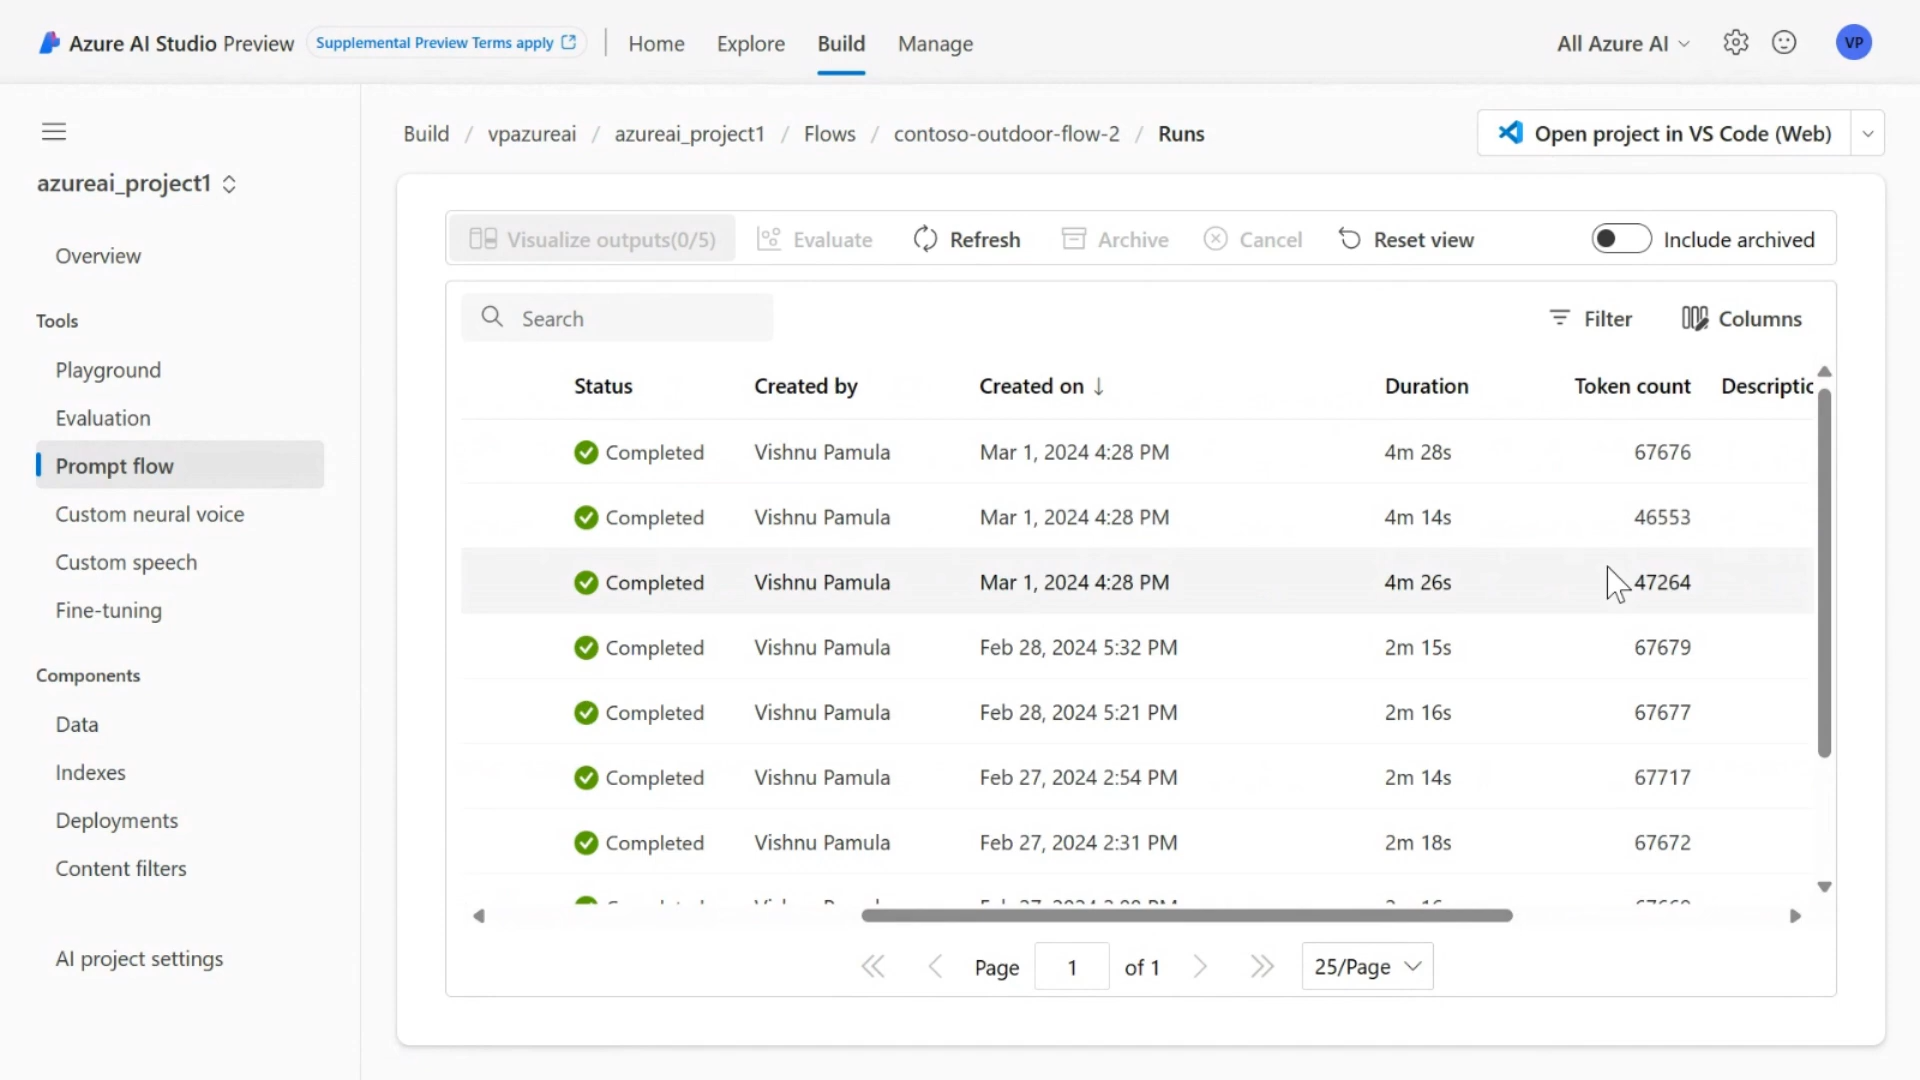 Azure AI Studio Preview Supplemental Preview Terms apply Home Explore Build Manage All Azure AI VP
Build / vpazureai / azureai_project1 / Flows / contoso-outdoor-flow-2 / Runs Open project in VS Code (Web)
azureai_project1
Overview
Tools
Playground
Evaluation
Prompt flow
Custom neural voice
Custom speech
Fine-tuning
Components
Data
Indexes
Deployments
Content filters
AI project settings
Visualize outputs(0/5) Evaluate Refresh Archive Cancel Reset view Include archived
Search Filter Columns
Status Created by Created on Duration Token count Descriptic
Completed Vishnu Pamula Mar 1, 2024 4:28 PM 4m 28s 67676
Completed Vishnu Pamula Mar 1, 2024 4:28 PM 4m 14s 46553
Completed Vishnu Pamula Mar 1, 2024 4:28 PM 4m 26s 47264
Completed Vishnu Pamula Feb 28, 2024 5:32 PM 2m 15s 67679
Completed Vishnu Pamula Feb 28, 2024 5:21 PM 2m 16s 67677
Completed Vishnu Pamula Feb 27, 2024 2:54 PM 2m 14s 67717
Completed Vishnu Pamula Feb 27, 2024 2:31 PM 2m 18s 67672
Page 1 of 1 25/Page